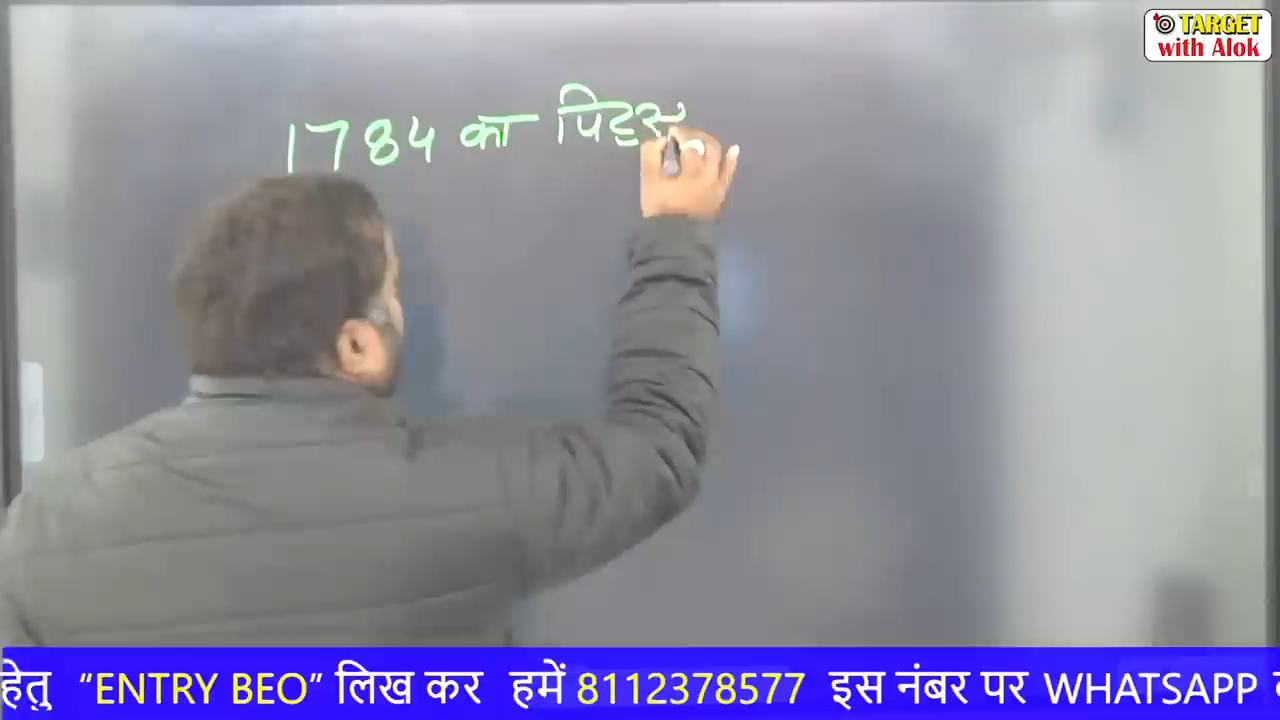 TARGET
with Alok
1784 का पिट्स
हेतु “ENTRY BEO” लिख कर हमें 8112378577 इस नंबर पर WHATSAPP